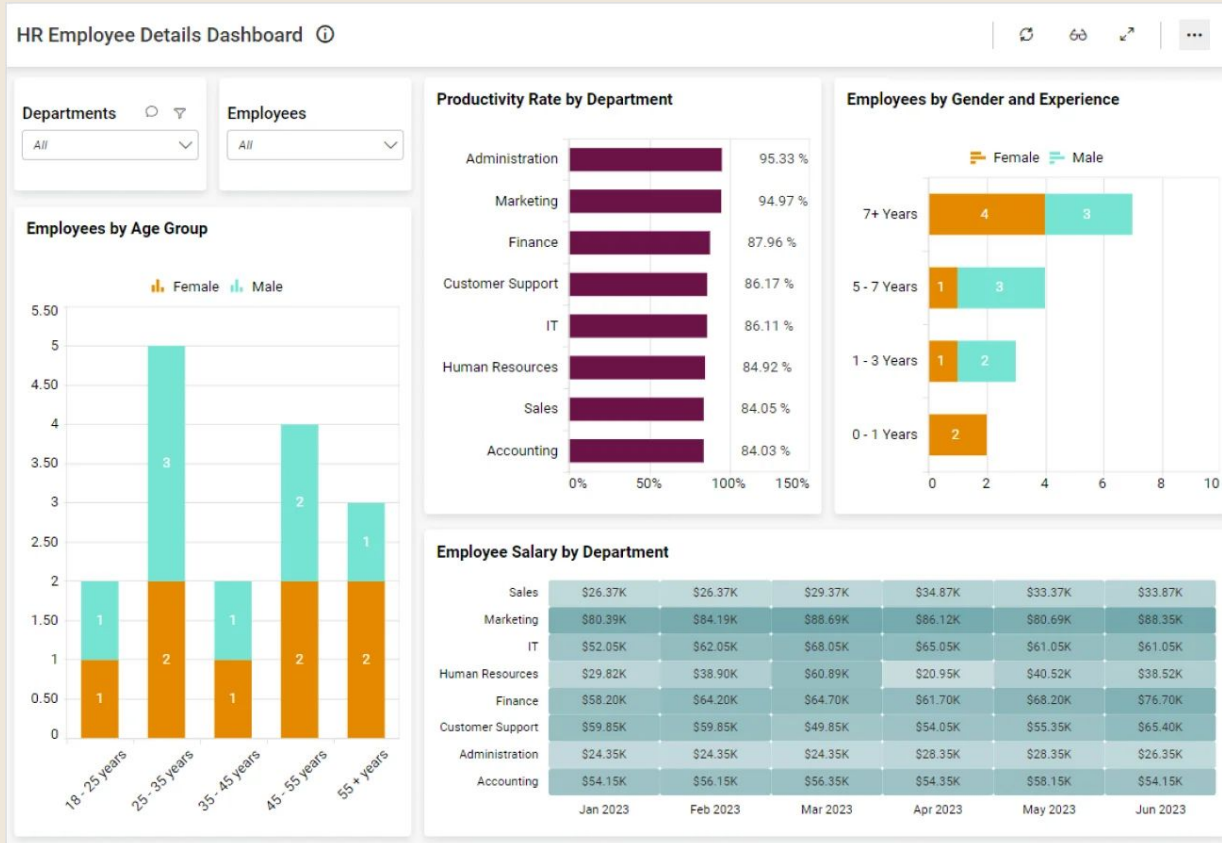 HR Employee Details Dashboard
Departments
All
Employees
All
Employees by Age Group
Female Male
5.50
5
4.50
4
3.50
3
2.50
2
1.50
1
0.50
0
3
2
1
1
1
2 2 2
1 1
18 - 25 years 25 - 35 years 35 - 45 years 45 - 55 years 55 + years
Productivity Rate by Department
Administration 95.33 %
Marketing 94.97 %
Finance 87.96 %
Customer Support 86.17 %
IT 86.11 %
Human Resources 84.92 %
Sales 84.05 %
Accounting 84.03 %
0% 50% 100% 150%
Employees by Gender and Experience
Female Male
7+ Years 4 3
5 - 7 Years 1 3
1 - 3 Years 1 2
0 - 1 Years 2
0 2 4 6 8 10
Employee Salary by Department
Sales $26.37K $26.37K $29.37K $34.87K $33.37K $33.87K
Marketing $80.39K $84.19K $88.69K $86.12K $80.69K $88.35K
IT $52.05K $62.05K $68.05K $65.05K $61.05K $61.05K
Human Resources $29.82K $38.90K $60.89K $20.95K $40.52K $38.52K
Finance $58.20K $64.20K $64.70K $61.70K $68.20K $76.70K
Customer Support $59.85K $59.85K $49.85K $54.05K $55.35K $65.40K
Administration $24.35K $24.35K $24.35K $28.35K $28.35K $26.35K
Accounting $54.15K $56.15K $56.35K $54.35K $58.15K $54.15K
Jan 2023 Feb 2023 Mar 2023 Apr 2023 May 2023 Jun 2023